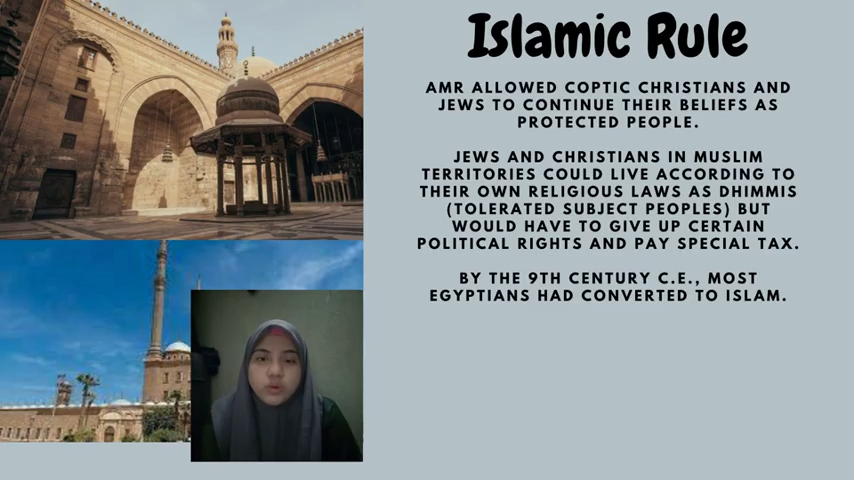 Islamic Rule
AMR ALLOWED COPTIC CHRISTIANS AND
JEWS TO CONTINUE THEIR BELIEFS AS
PROTECTED PEOPLE.
JEWS AND CHRISTIANS IN MUSLIM
TERRITORIES COULD LIVE ACCORDING TO
THEIR OWN RELIGIOUS LAWS AS DHIMMIS
(TOLERATED SUBJECT PEOPLES) BUT
WOULD HAVE TO GIVE UP CERTAIN
POLITICAL RIGHTS AND PAY SPECIAL TAX.
BY THE 9TH CENTURY C.E., MOST
EGYPTIANS HAD CONVERTED TO ISLAM.